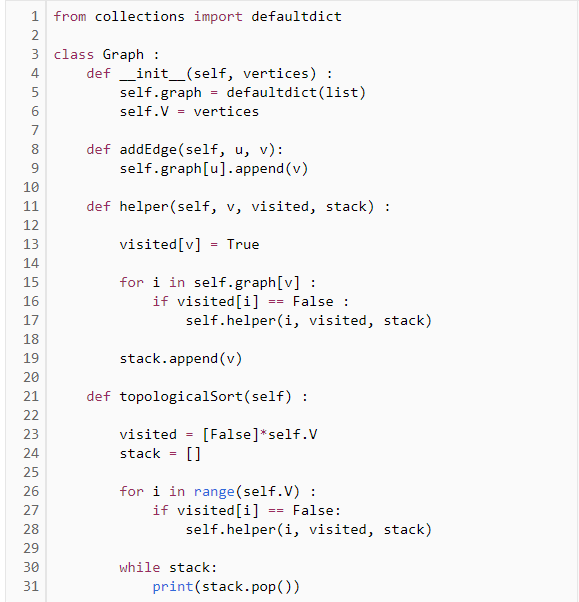 1 from collections import defaultdict
2
3 class Graph :
4     def __init__(self, vertices) :
5         self.graph = defaultdict(list)
6         self.V = vertices
7
8     def addEdge(self, u, v):
9         self.graph[u].append(v)
10
11     def helper(self, v, visited, stack) :
12
13         visited[v] = True
14
15         for i in self.graph[v] :
16             if visited[i] == False :
17                 self.helper(i, visited, stack)
18
19         stack.append(v)
20
21     def topologicalSort(self) :
22
23         visited = [False]*self.V
24         stack = []
25
26         for i in range(self.V) :
27             if visited[i] == False:
28                 self.helper(i, visited, stack)
29
30         while stack:
31             print(stack.pop())